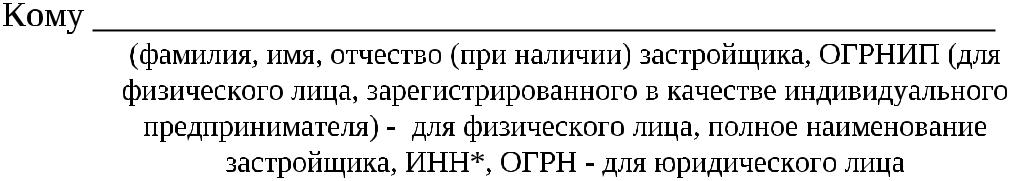 Кому ___________________________________________
(фамилия, имя, отчество (при наличии) застройщика, ОГРНИП (для
физического лица, зарегистрированного в качестве индивидуального
предпринимателя) - для физического лица, полное наименование
застройщика, ИНН*, ОГРН - для юридического лица